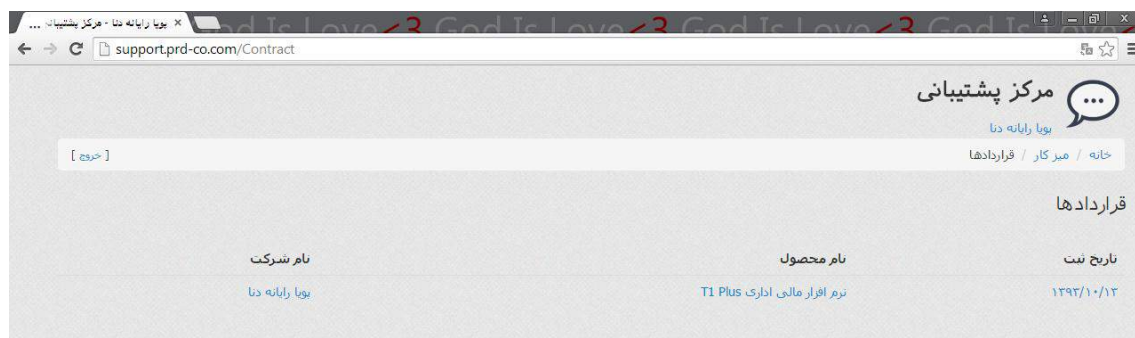 God Is Love<3 God Is Love<3 God Is Love<3 God Is Love
پویا رایانه دنا - مرکز پشتیبانی ...
support.prd-co.com/Contract
مرکز پشتیبانی
پویا رایانه دنا
خانه / میز کار / قراردادها
[ خروج ]
قراردادها
تاریخ ثبت نام محصول نام شرکت
۱۳۹۳/۱۰/۱۳ نرم افزار مالی اداری T1 Plus پویا رایانه دنا